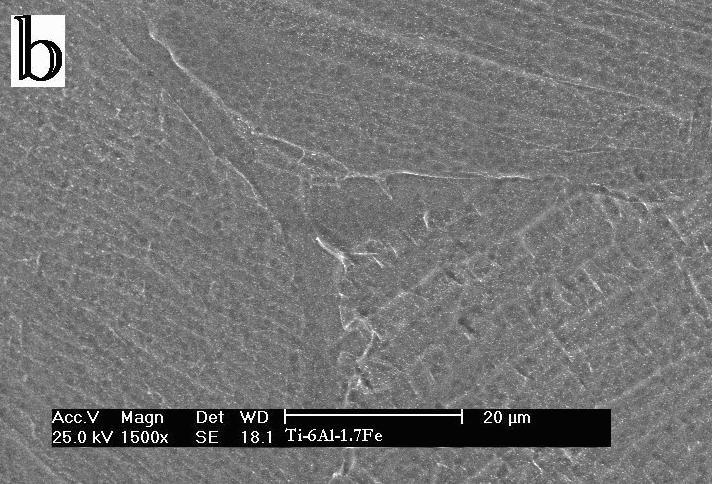 b
Acc.V Magn Det WD 20 µm
25.0 kV 1500x SE 18.1 Ti-6Al-1.7Fe